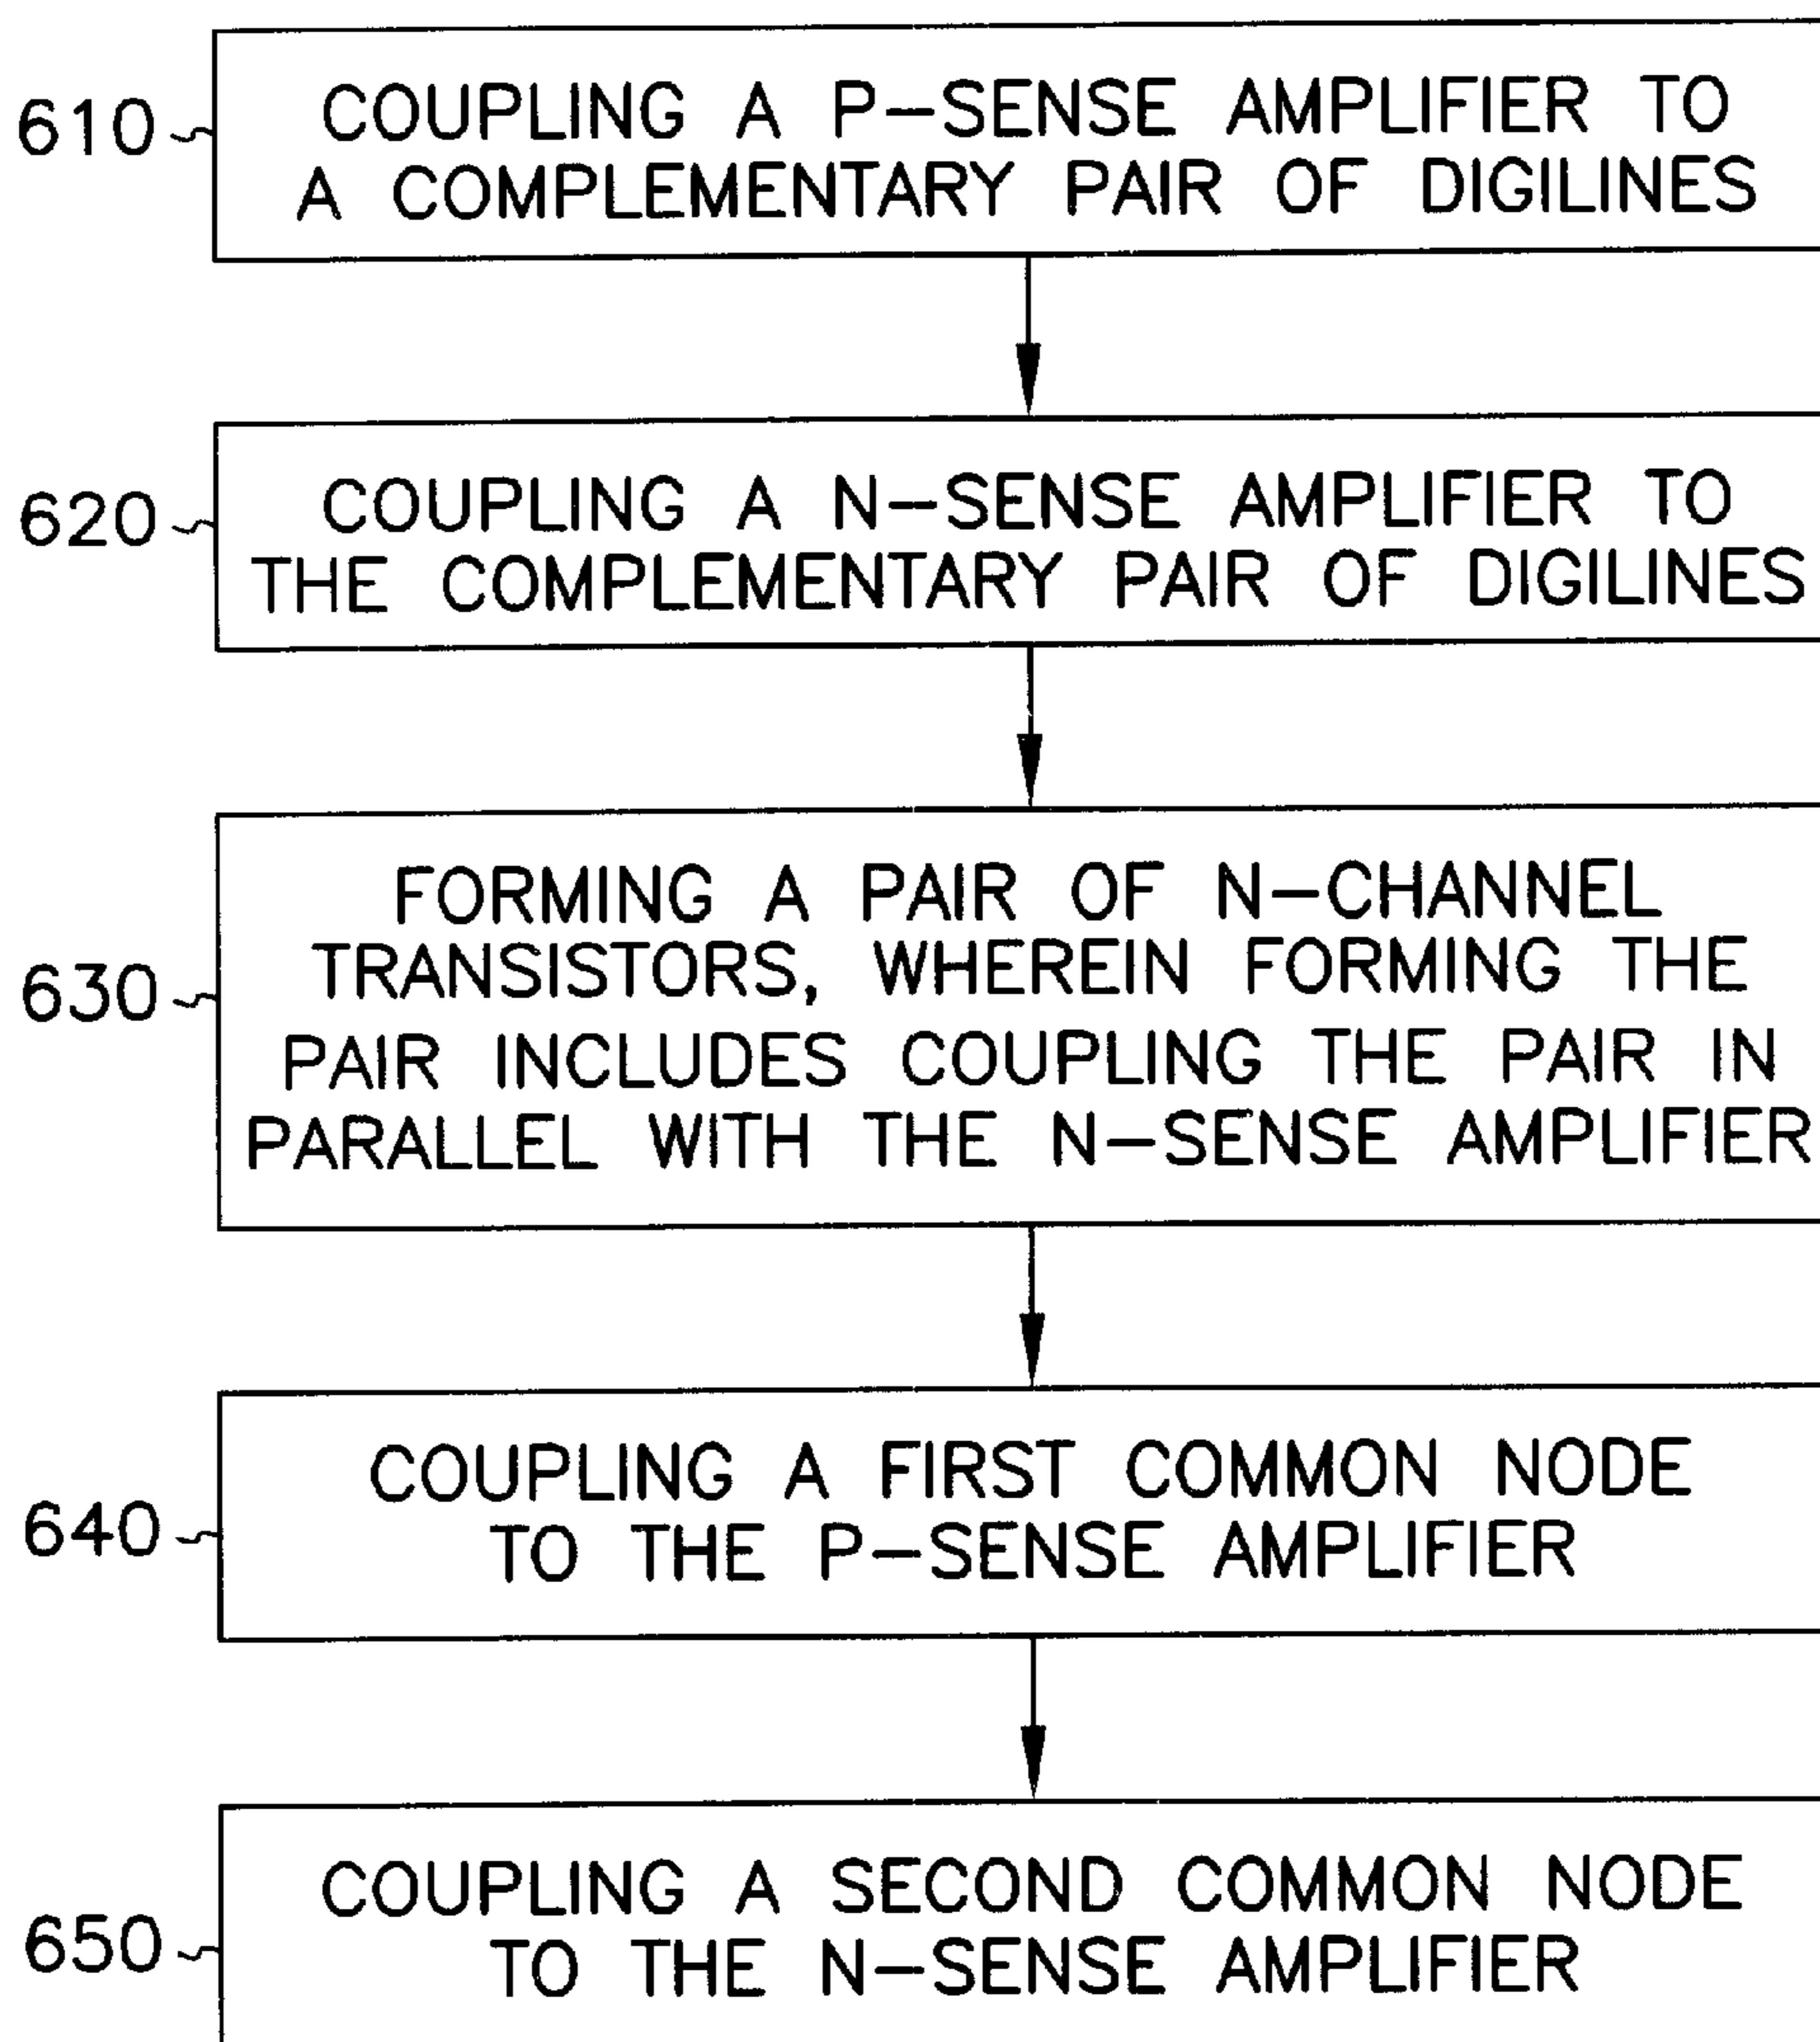 610
COUPLING A P-SENSE AMPLIFIER TO
A COMPLEMENTARY PAIR OF DIGILINES
620
COUPLING A N-SENSE AMPLIFIER TO
THE COMPLEMENTARY PAIR OF DIGILINES
630
FORMING A PAIR OF N-CHANNEL
TRANSISTORS, WHEREIN FORMING THE
PAIR INCLUDES COUPLING THE PAIR IN
PARALLEL WITH THE N-SENSE AMPLIFIER
640
COUPLING A FIRST COMMON NODE
TO THE P-SENSE AMPLIFIER
650
COUPLING A SECOND COMMON NODE
TO THE N-SENSE AMPLIFIER